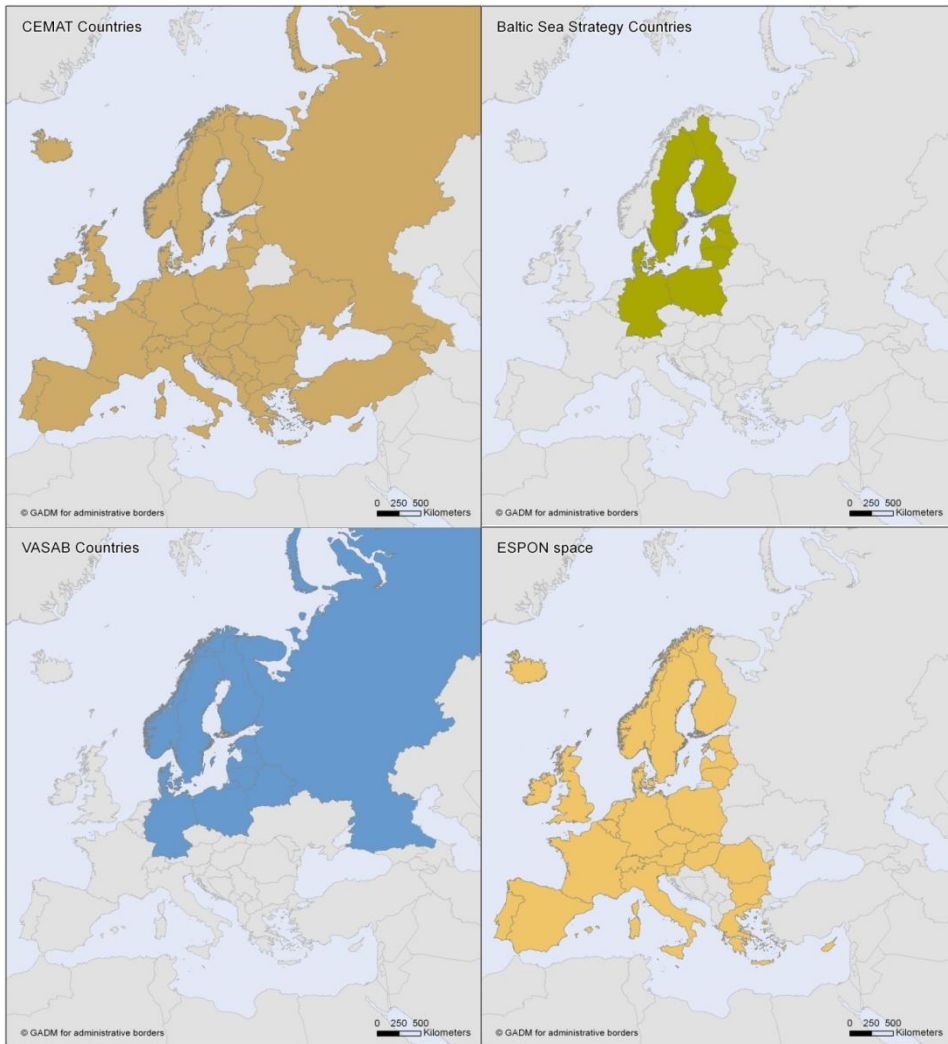 CEMAT Countries
© GADM for administrative borders
0 250 500
Kilometers
Baltic Sea Strategy Countries
© GADM for administrative borders
0 250 500
Kilometers
VASAB Countries
© GADM for administrative borders
0 250 500
Kilometers
ESPON space
© GADM for administrative borders
0 250 500
Kilometers